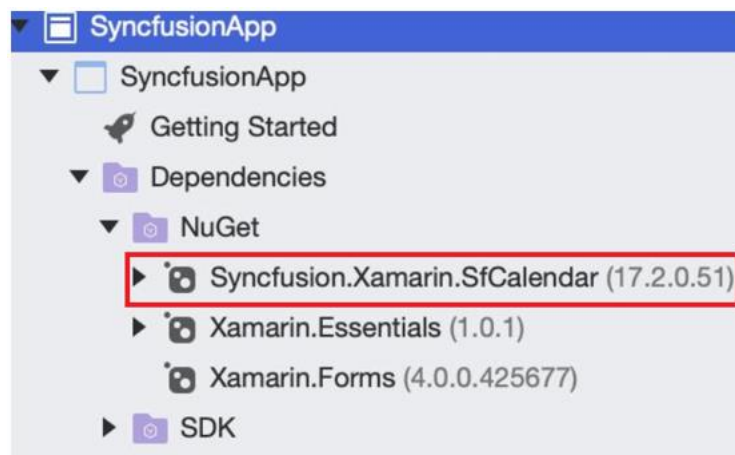 SyncfusionApp
SyncfusionApp
Getting Started
Dependencies
NuGet
Syncfusion.Xamarin.SfCalendar (17.2.0.51)
Xamarin.Essentials (1.0.1)
Xamarin.Forms (4.0.0.425677)
SDK